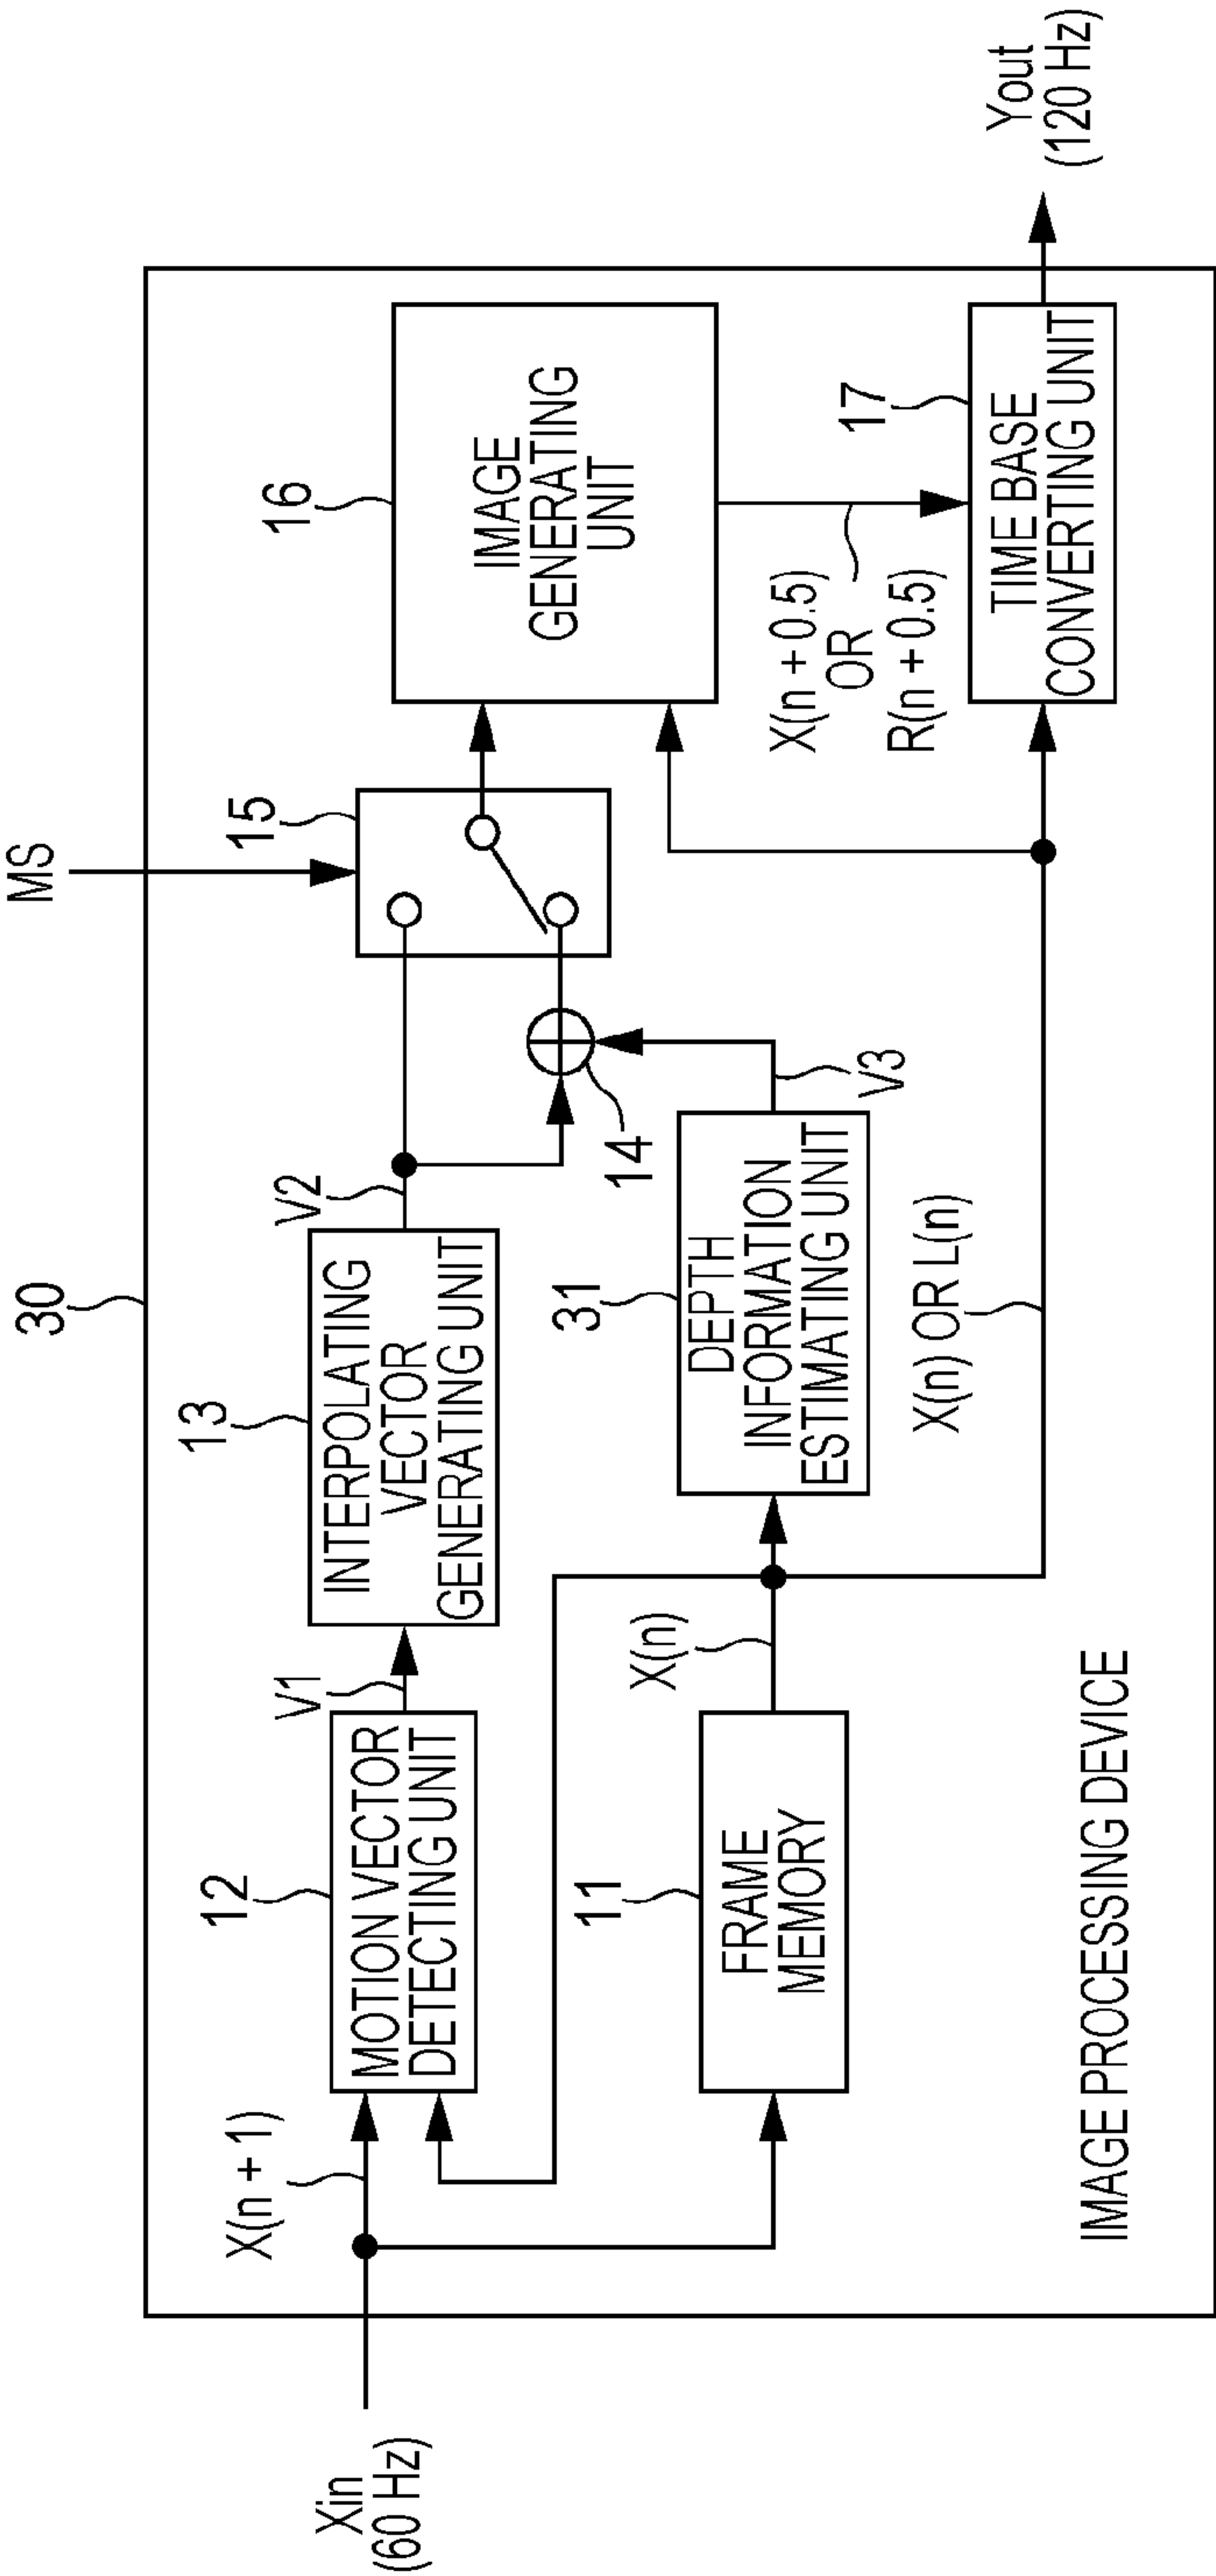 30
MS
Xin
(60 Hz)
X(n + 1)
12
MOTION VECTOR
DETECTING UNIT
V1
13
INTERPOLATING
VECTOR
GENERATING UNIT
V2
15
16
IMAGE
GENERATING
UNIT
11
FRAME
MEMORY
X(n)
31
DEPTH
INFORMATION
ESTIMATING UNIT
14
V3
X(n) OR L(n)
X(n + 0.5)
OR
R(n + 0.5)
17
TIME BASE
CONVERTING UNIT
Yout
(120 Hz)
IMAGE PROCESSING DEVICE